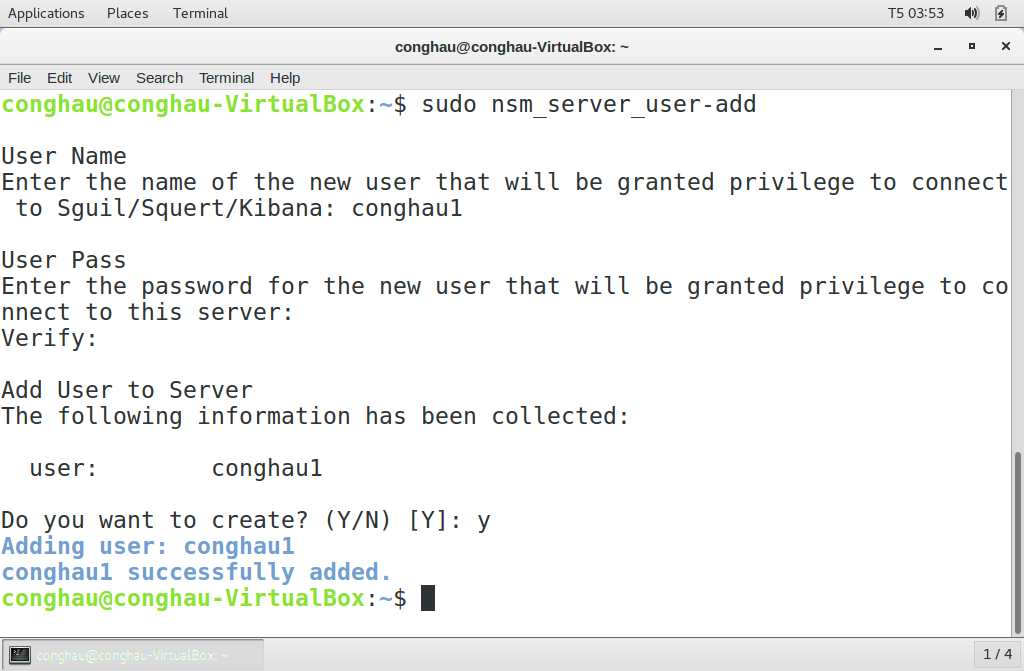 Applications Places Terminal T5 03:53
conghau@conghau-VirtualBox: ~
File Edit View Search Terminal Help
conghau@conghau-VirtualBox:~$ sudo nsm_server_user-add
User Name
Enter the name of the new user that will be granted privilege to connect
 to Sguil/Squert/Kibana: conghau1
User Pass
Enter the password for the new user that will be granted privilege to co
nnect to this server:
Verify:
Add User to Server
The following information has been collected:
  user:        conghau1
Do you want to create? (Y/N) [Y]: y
Adding user: conghau1
conghau1 successfully added.
conghau@conghau-VirtualBox:~$
conghau@conghau-VirtualBox: ~ 1 / 4